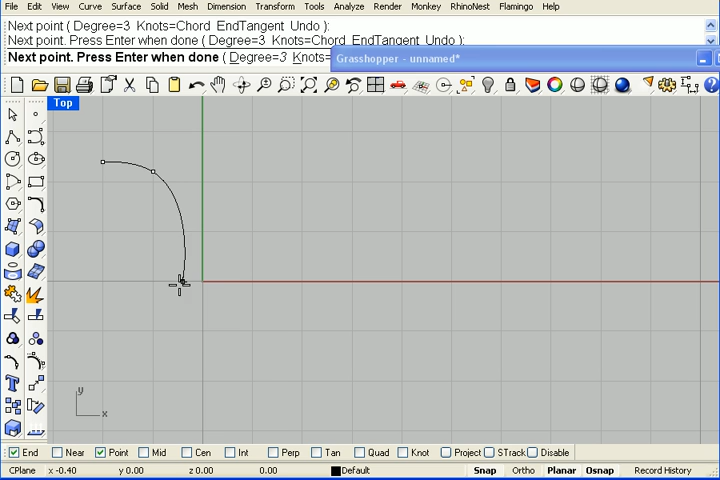 File Edit View Curve Surface Solid Mesh Dimension Transform Tools Analyze Render RhinoNest Flamingo Help
Next point ( Degree=3 Knots=Chord EndTangent Undo ):
Next point. Press Enter when done ( Degree=3 Knots=Chord EndTangent Undo ):
Next point. Press Enter when done ( Degree=3 Knots=
Grasshopper - unnamed*
Top
y
x
End Near Point Mid Cen Int Perp Tan Quad Knot Project STrack Disable
CPlane x -0.40 y 0.00 z 0.00 0.00 Default Snap Ortho Planar Osnap Record History